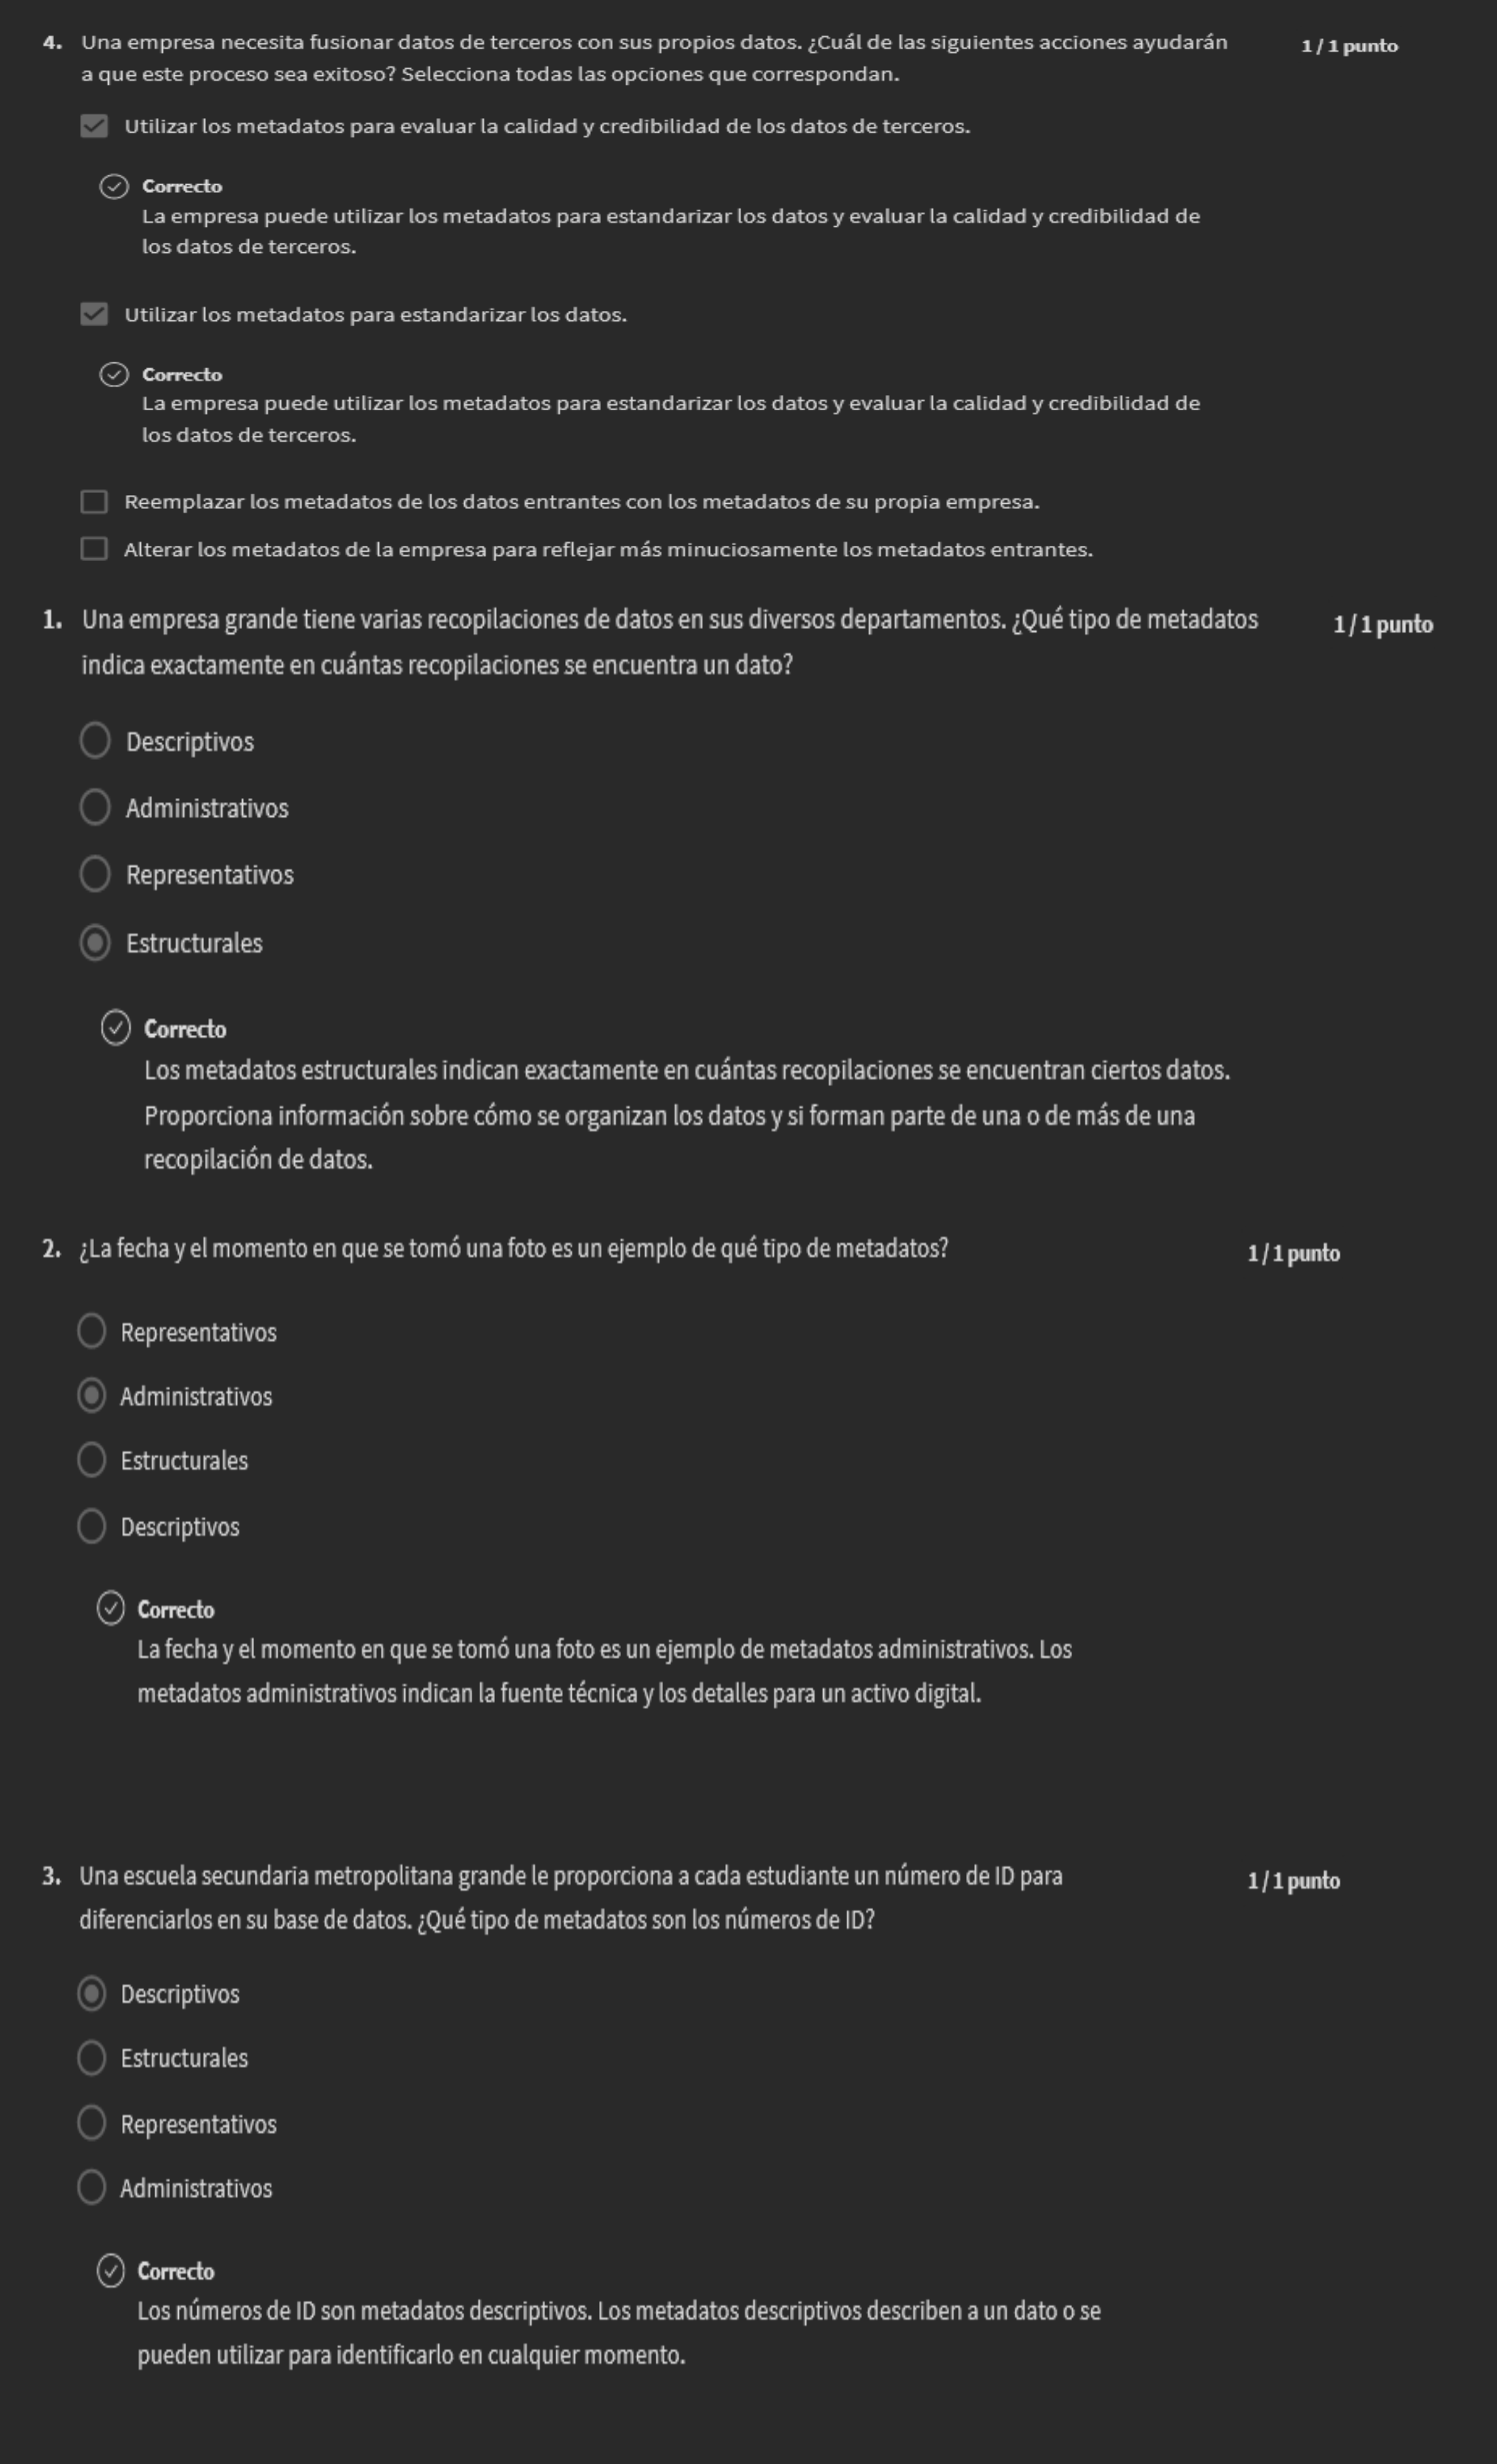 4. Una empresa necesita fusionar datos de terceros con sus propios datos. ¿Cuál de las siguientes acciones ayudarán 1 / 1 punto
a que este proceso sea exitoso? Selecciona todas las opciones que correspondan.
Utilizar los metadatos para evaluar la calidad y credibilidad de los datos de terceros.
Correcto
La empresa puede utilizar los metadatos para estandarizar los datos y evaluar la calidad y credibilidad de
los datos de terceros.
Utilizar los metadatos para estandarizar los datos.
Correcto
La empresa puede utilizar los metadatos para estandarizar los datos y evaluar la calidad y credibilidad de
los datos de terceros.
Reemplazar los metadatos de los datos entrantes con los metadatos de su propia empresa.
Alterar los metadatos de la empresa para reflejar más minuciosamente los metadatos entrantes.
1. Una empresa grande tiene varias recopilaciones de datos en sus diversos departamentos. ¿Qué tipo de metadatos 1 / 1 punto
indica exactamente en cuántas recopilaciones se encuentra un dato?
Descriptivos
Administrativos
Representativos
Estructurales
Correcto
Los metadatos estructurales indican exactamente en cuántas recopilaciones se encuentran ciertos datos.
Proporciona información sobre cómo se organizan los datos y si forman parte de una o de más de una
recopilación de datos.
2. ¿La fecha y el momento en que se tomó una foto es un ejemplo de qué tipo de metadatos? 1 / 1 punto
Representativos
Administrativos
Estructurales
Descriptivos
Correcto
La fecha y el momento en que se tomó una foto es un ejemplo de metadatos administrativos. Los
metadatos administrativos indican la fuente técnica y los detalles para un activo digital.
3. Una escuela secundaria metropolitana grande le proporciona a cada estudiante un número de ID para 1 / 1 punto
diferenciarlos en su base de datos. ¿Qué tipo de metadatos son los números de ID?
Descriptivos
Estructurales
Representativos
Administrativos
Correcto
Los números de ID son metadatos descriptivos. Los metadatos descriptivos describen a un dato o se
pueden utilizar para identificarlo en cualquier momento.